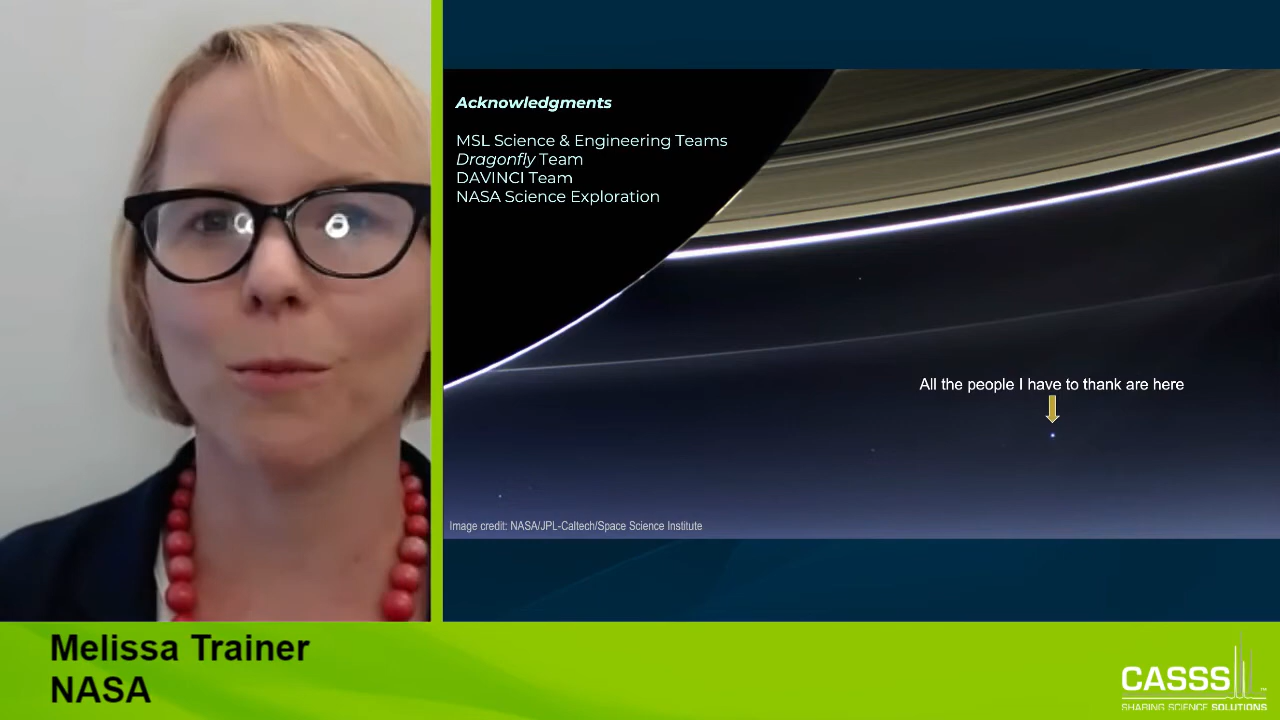 Acknowledgments
MSL Science & Engineering Teams
Dragonfly Team
DAVINCI Team
NASA Science Exploration
All the people I have to thank are here
Image credit: NASA/JPL-Caltech/Space Science Institute
Melissa Trainer
NASA
CASSS
SHARING SCIENCE SOLUTIONS